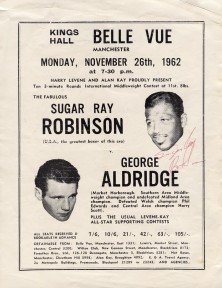 KINGS HALL
BELLE VUE
MANCHESTER
MONDAY, NOVEMBER 26th, 1962
at 7-30 p.m.
HARRY LEVENE AND ALAN KAY PROUDLY PRESENT
Ten 3-minute Rounds International Middleweight Contest at 11st. 8lbs.
THE FABULOUS
SUGAR RAY
ROBINSON
(U.S.A., the greatest boxer of this era)
v.
GEORGE
ALDRIDGE
(Market Harborough Southern Area Middle-
weight champion and undefeated Midland area
champion. Defeated Welsh champion Phil
Edwards and Central Area champion Harry
Scott).
PLUS THE USUAL LEVENE-KAY
ALL-STAR SUPPORTING CONTESTS
ALL SEATS RESERVED &
BOOKABLE IN ADVANCE
7/6, 10/6, 21/-, 42/-, 63/-, 105/-